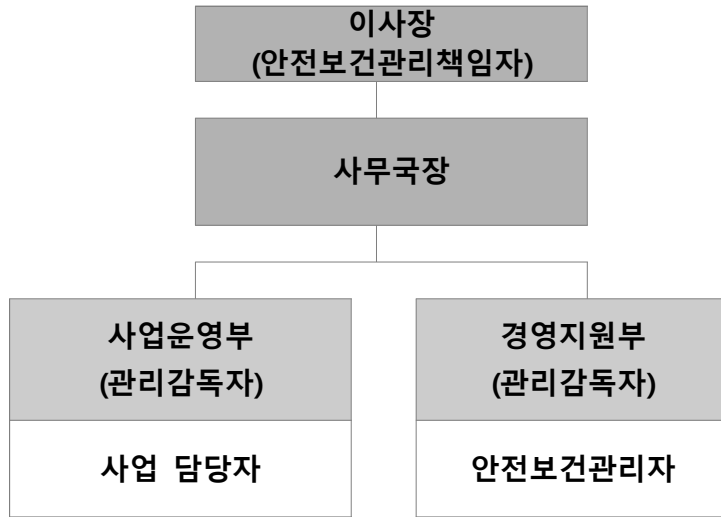 이사장
(안전보건관리책임자)
사무국장
사업운영부
(관리감독자)
사업 담당자
경영지원부
(관리감독자)
안전보건관리자